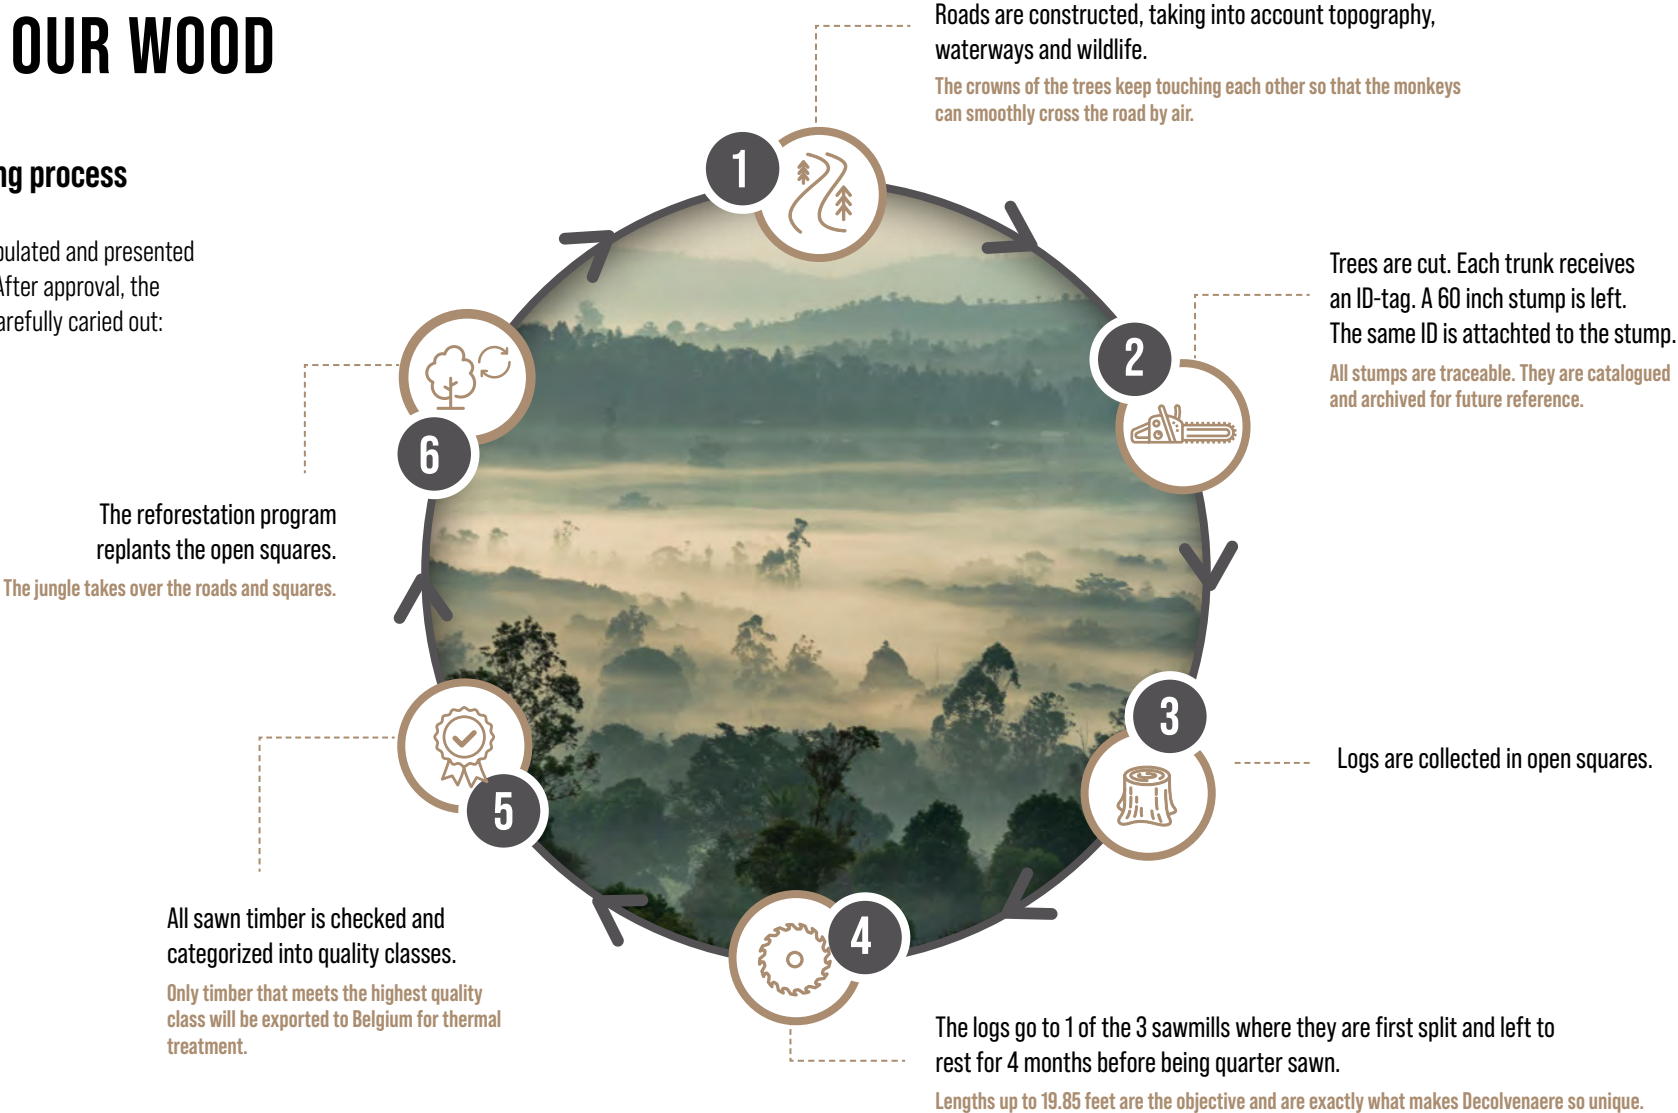 OUR WOOD
ng process
pulated and presented
After approval, the
arefully caried out:
1
Roads are constructed, taking into account topography,
waterways and wildlife.
The crowns of the trees keep touching each other so that the monkeys
can smoothly cross the road by air.
2
Trees are cut. Each trunk receives
an ID-tag. A 60 inch stump is left.
The same ID is attachted to the stump.
All stumps are traceable. They are catalogued
and archived for future reference.
3
Logs are collected in open squares.
4
The logs go to 1 of the 3 sawmills where they are first split and left to
rest for 4 months before being quarter sawn.
Lengths up to 19.85 feet are the objective and are exactly what makes Decolvenaere so unique.
5
All sawn timber is checked and
categorized into quality classes.
Only timber that meets the highest quality
class will be exported to Belgium for thermal
treatment.
6
The reforestation program
replants the open squares.
The jungle takes over the roads and squares.